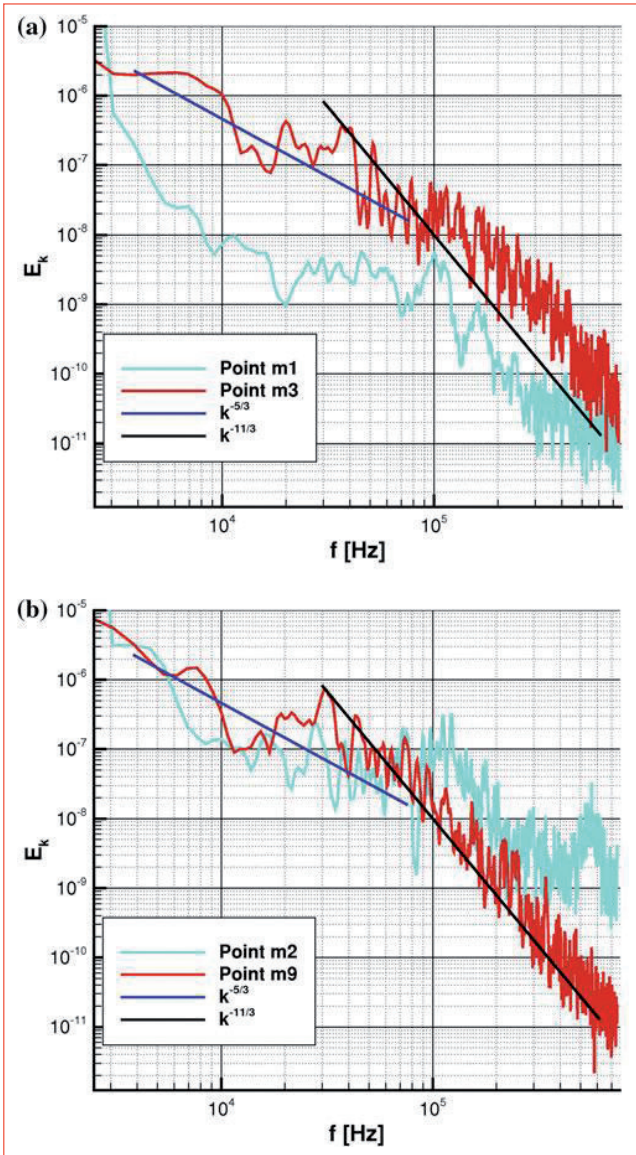 (a)
10^-5
10^-6
10^-7
10^-8
10^-9
10^-10
10^-11
E_k
Point m1
Point m3
k^-5/3
k^-11/3
10^4
10^5
f [Hz]
(b)
10^-5
10^-6
10^-7
10^-8
10^-9
10^-10
10^-11
E_k
Point m2
Point m9
k^-5/3
k^-11/3
10^4
10^5
f [Hz]